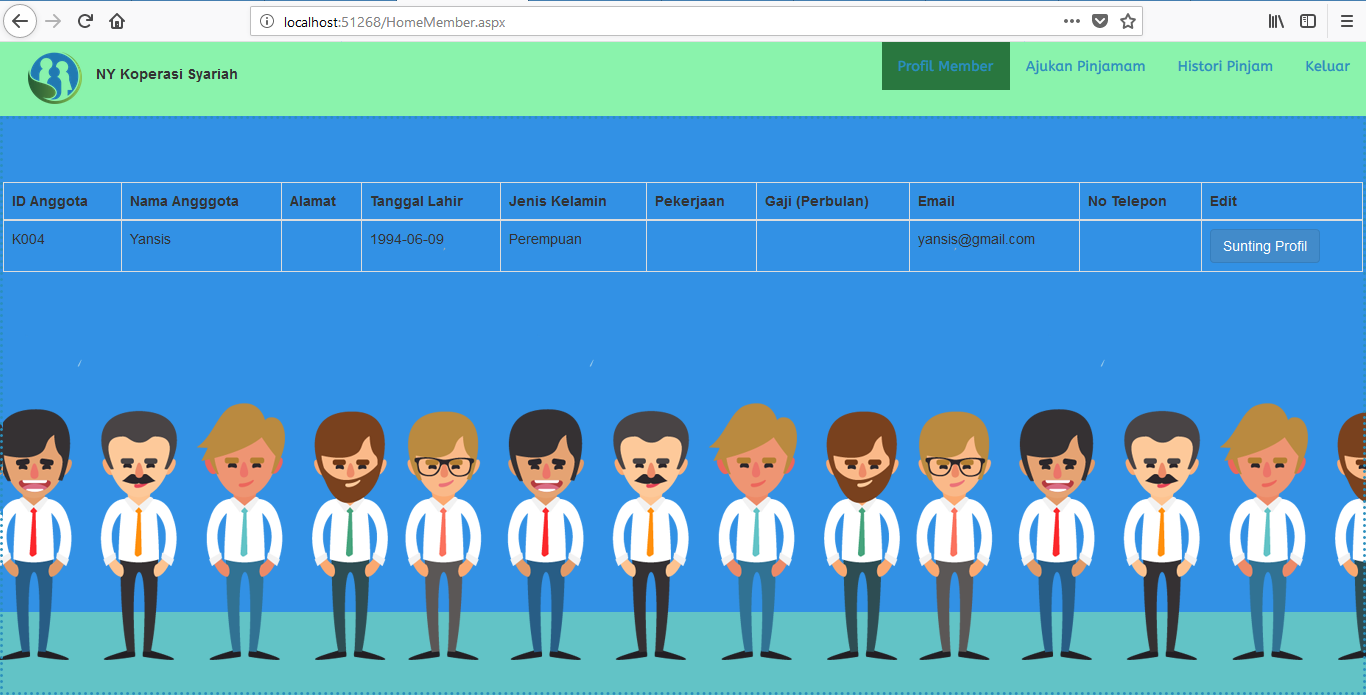 localhost:51268/HomeMember.aspx
NY Koperasi Syariah
Profil Member Ajukan Pinjamam Histori Pinjam Keluar
ID Anggota Nama Angggota Alamat Tanggal Lahir Jenis Kelamin Pekerjaan Gaji (Perbulan) Email No Telepon Edit
K004 Yansis 1994-06-09 Perempuan yansis@gmail.com Sunting Profil